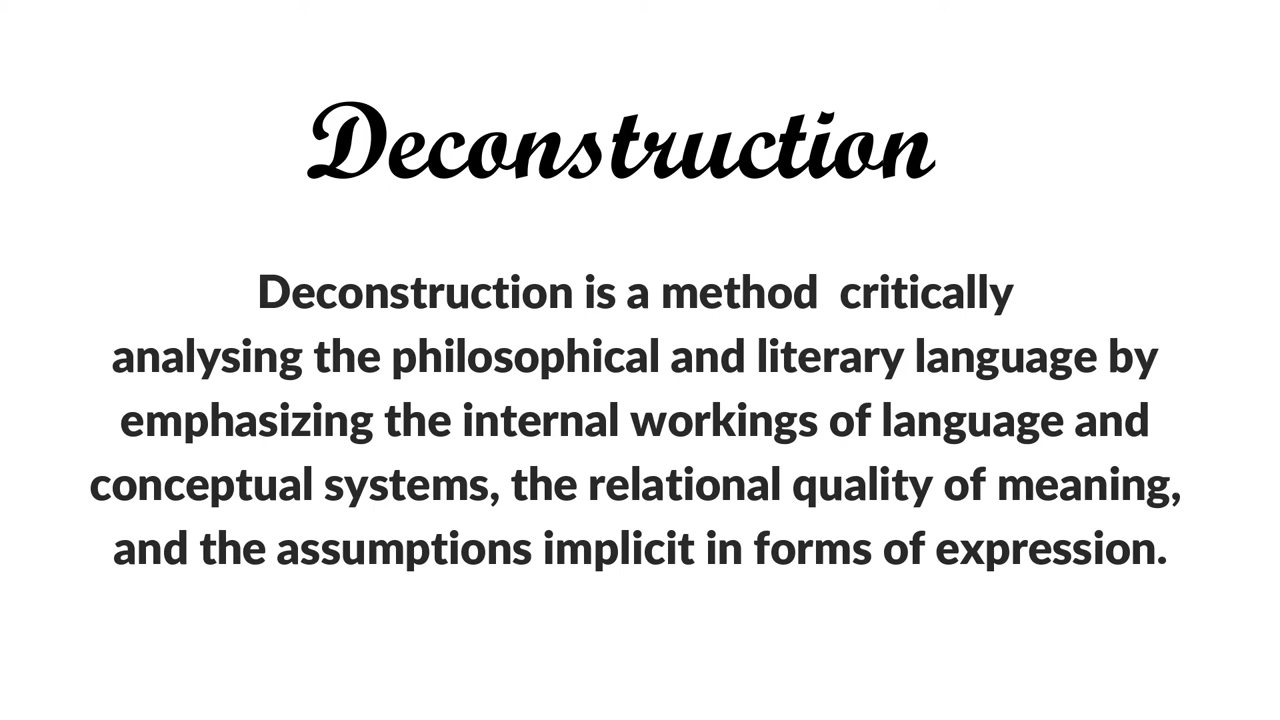 Deconstruction
Deconstruction is a method  critically
analysing the philosophical and literary language by
emphasizing the internal workings of language and
conceptual systems, the relational quality of meaning,
and the assumptions implicit in forms of expression.